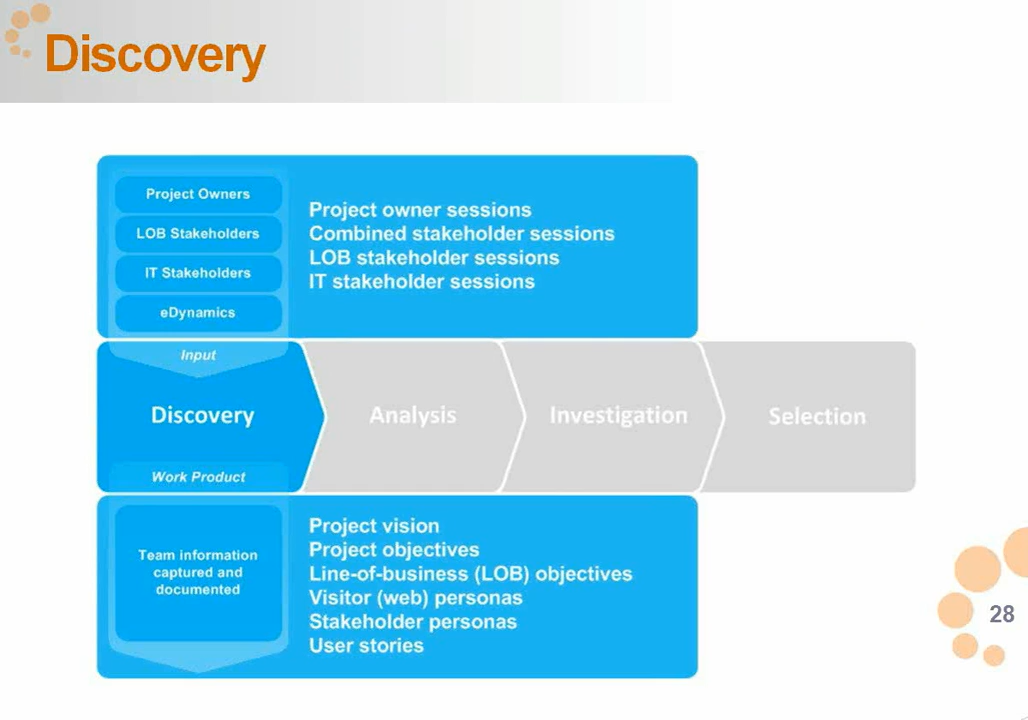 Discovery
Project Owners
LOB Stakeholders
IT Stakeholders
eDynamics
Project owner sessions
Combined stakeholder sessions
LOB stakeholder sessions
IT stakeholder sessions
Input
Discovery
Analysis
Investigation
Selection
Work Product
Team information
captured and
documented
Project vision
Project objectives
Line-of-business (LOB) objectives
Visitor (web) personas
Stakeholder personas
User stories
28